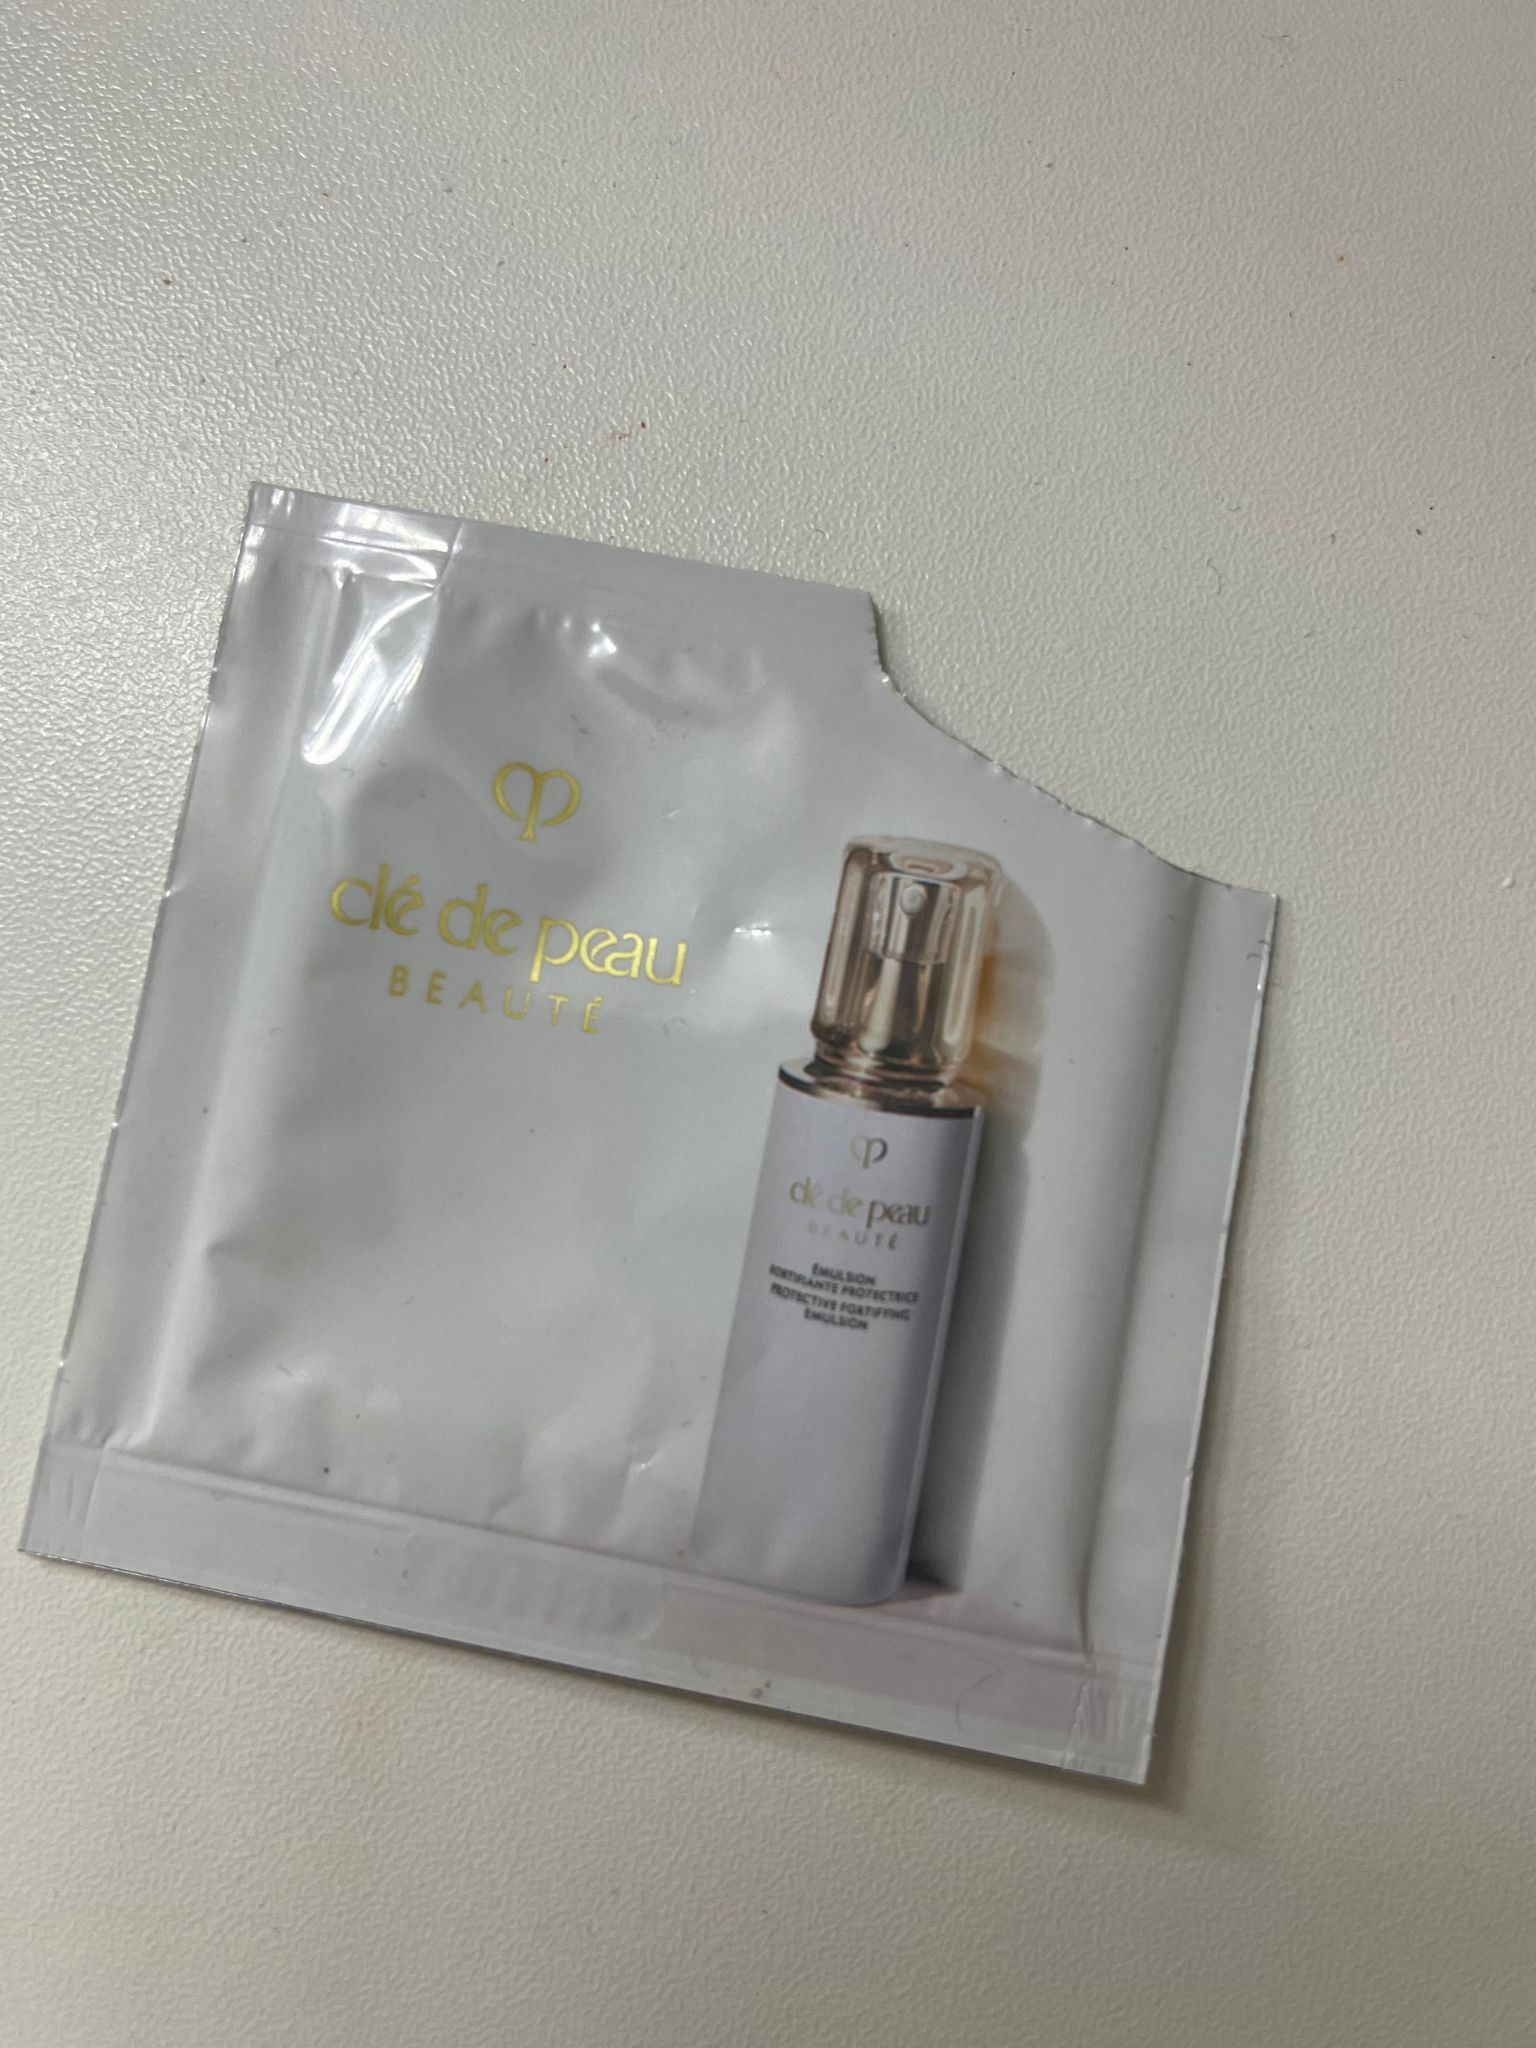 clé de peau
BEAUTÉ
clé de peau
BEAUTÉ
ÉMULSION
FORTIFIANTE PROTECTRICE
PROTECTIVE FORTIFYING
EMULSION